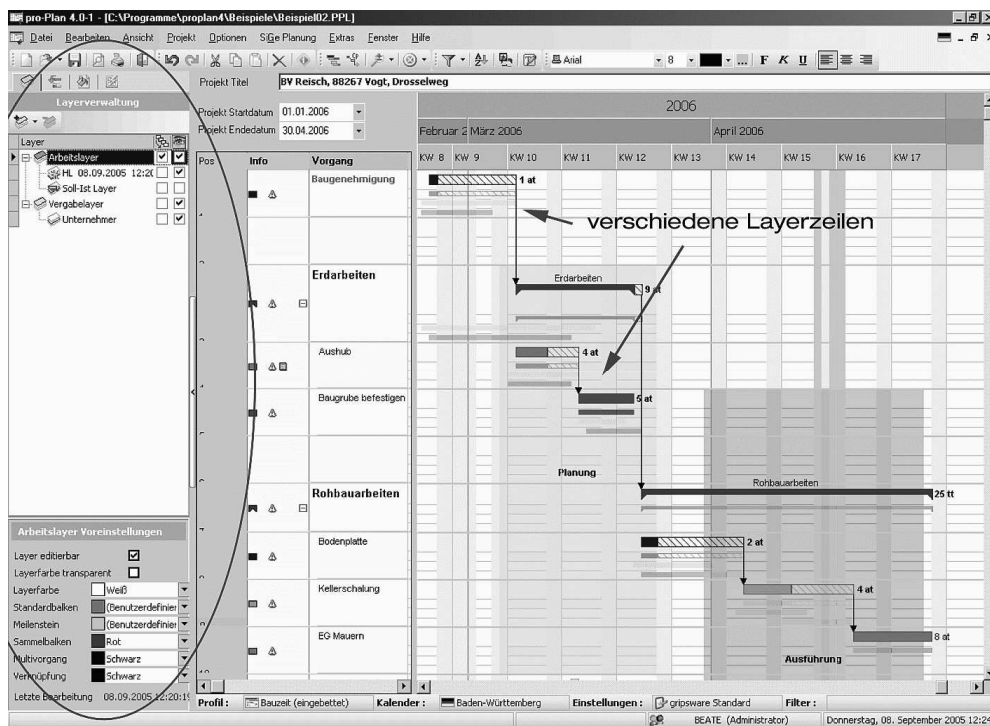 pro-Plan 4.0-1 - [C:\Programme\proplan4\Beispiele\Beispiel02.PPL]
Datei Bearbeiten Ansicht Projekt Optionen SiGe Planung Extras Fenster Hilfe
Arial 8 F K U
Projekt Titel BV Reisch, 88267 Vogt, Drosselweg
Layerverwaltung
Projekt Startdatum 01.01.2006
Projekt Endedatum 30.04.2006
2006
Februar 2 März 2006 April 2006
KW 8 KW 9 KW 10 KW 11 KW 12 KW 13 KW 14 KW 15 KW 16 KW 17
Layer
Arbeitslayer
HL 08.09.2005 12:20
Soll-Ist Layer
Vergabelayer
Unternehmer
Pos Info Vorgang
Baugenehmigung
1 at
verschiedene Layerzeilen
Erdarbeiten
Erdarbeiten
9 at
Aushub
4 at
Baugrube befestigen
5 at
Planung
Rohbauarbeiten
Rohbauarbeiten
25 tt
Bodenplatte
2 at
Kellerschalung
4 at
EG Mauern
8 at
Ausführung
Arbeitslayer Voreinstellungen
Layer editierbar
Layerfarbe transparent
Layerfarbe Weiß
Standardbalken (Benutzerdefinier
Meilenstein (Benutzerdefinier
Sammelbalken Rot
Multivorgang Schwarz
Verknüpfung Schwarz
Letzte Bearbeitung 08.09.2005 12:20:19
Profil : Bauzeit (eingebettet) Kalender : Baden-Württemberg Einstellungen : gripsware Standard Filter :
BEATE (Administrator) Donnerstag, 08. September 2005 12:24